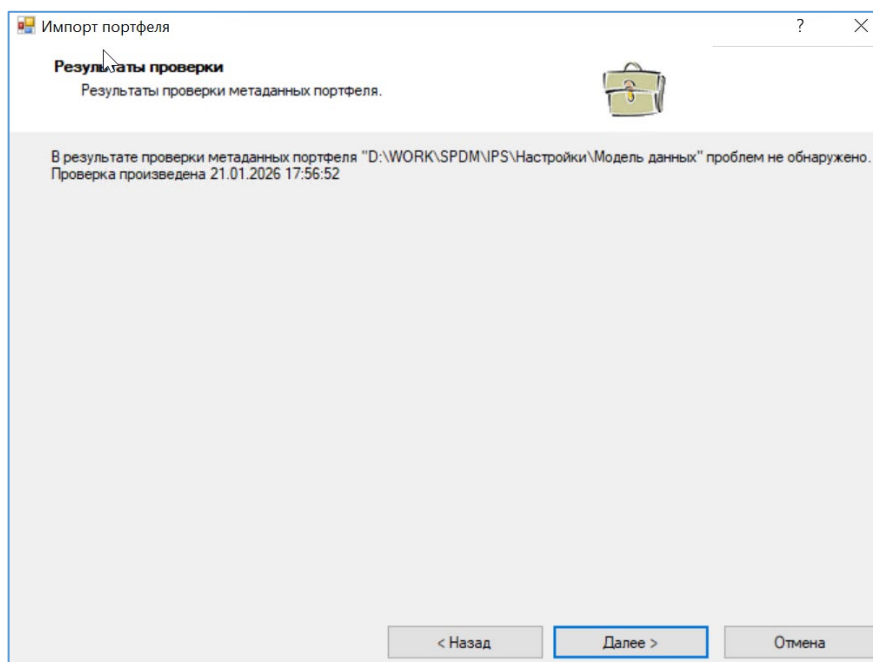 Импорт портфеля
?
Результаты проверки
Результаты проверки метаданных портфеля.
В результате проверки метаданных портфеля "D:\WORK\SPDM\IPS\Настройки\Модель данных" проблем не обнаружено.
Проверка произведена 21.01.2026 17:56:52
< Назад
Далее >
Отмена